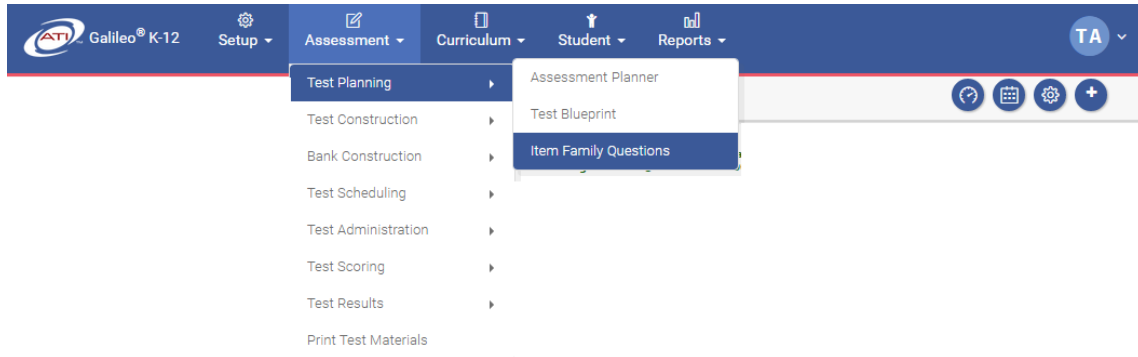 ATI Galileo® K-12
Setup
Assessment
Curriculum
Student
Reports
TA
Test Planning
Assessment Planner
Test Blueprint
Item Family Questions
Test Construction
Bank Construction
Test Scheduling
Test Administration
Test Scoring
Test Results
Print Test Materials